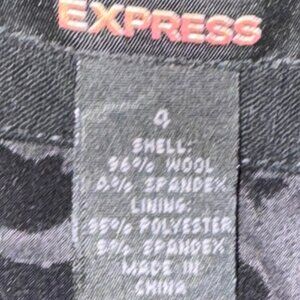 EXPRESS
4
SHELL:
96% WOOL
4% SPANDEX
LINING:
95% POLYESTER
5% SPANDEX
MADE IN
CHINA